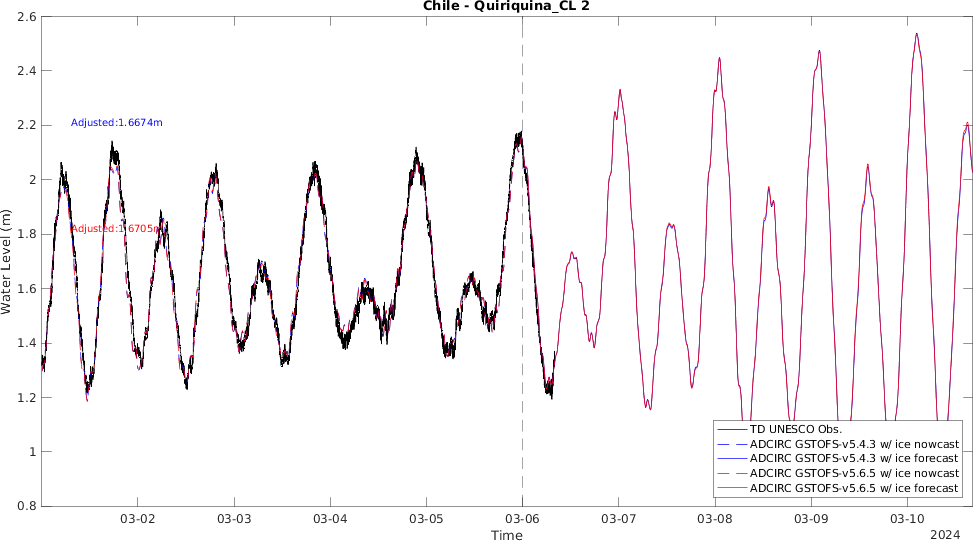 Chile - Quiriquina_CL 2
2.6
2.4
2.2
2
1.8
1.6
1.4
1.2
1
0.8
Water Level (m)
Adjusted:1.6674m
Adjusted:1.6705m
TD UNESCO Obs.
ADCIRC GSTOFS-v5.4.3 w/ ice nowcast
ADCIRC GSTOFS-v5.4.3 w/ ice forecast
ADCIRC GSTOFS-v5.6.5 w/ ice nowcast
ADCIRC GSTOFS-v5.6.5 w/ ice forecast
03-02 03-03 03-04 03-05 03-06 03-07 03-08 03-09 03-10
Time
2024